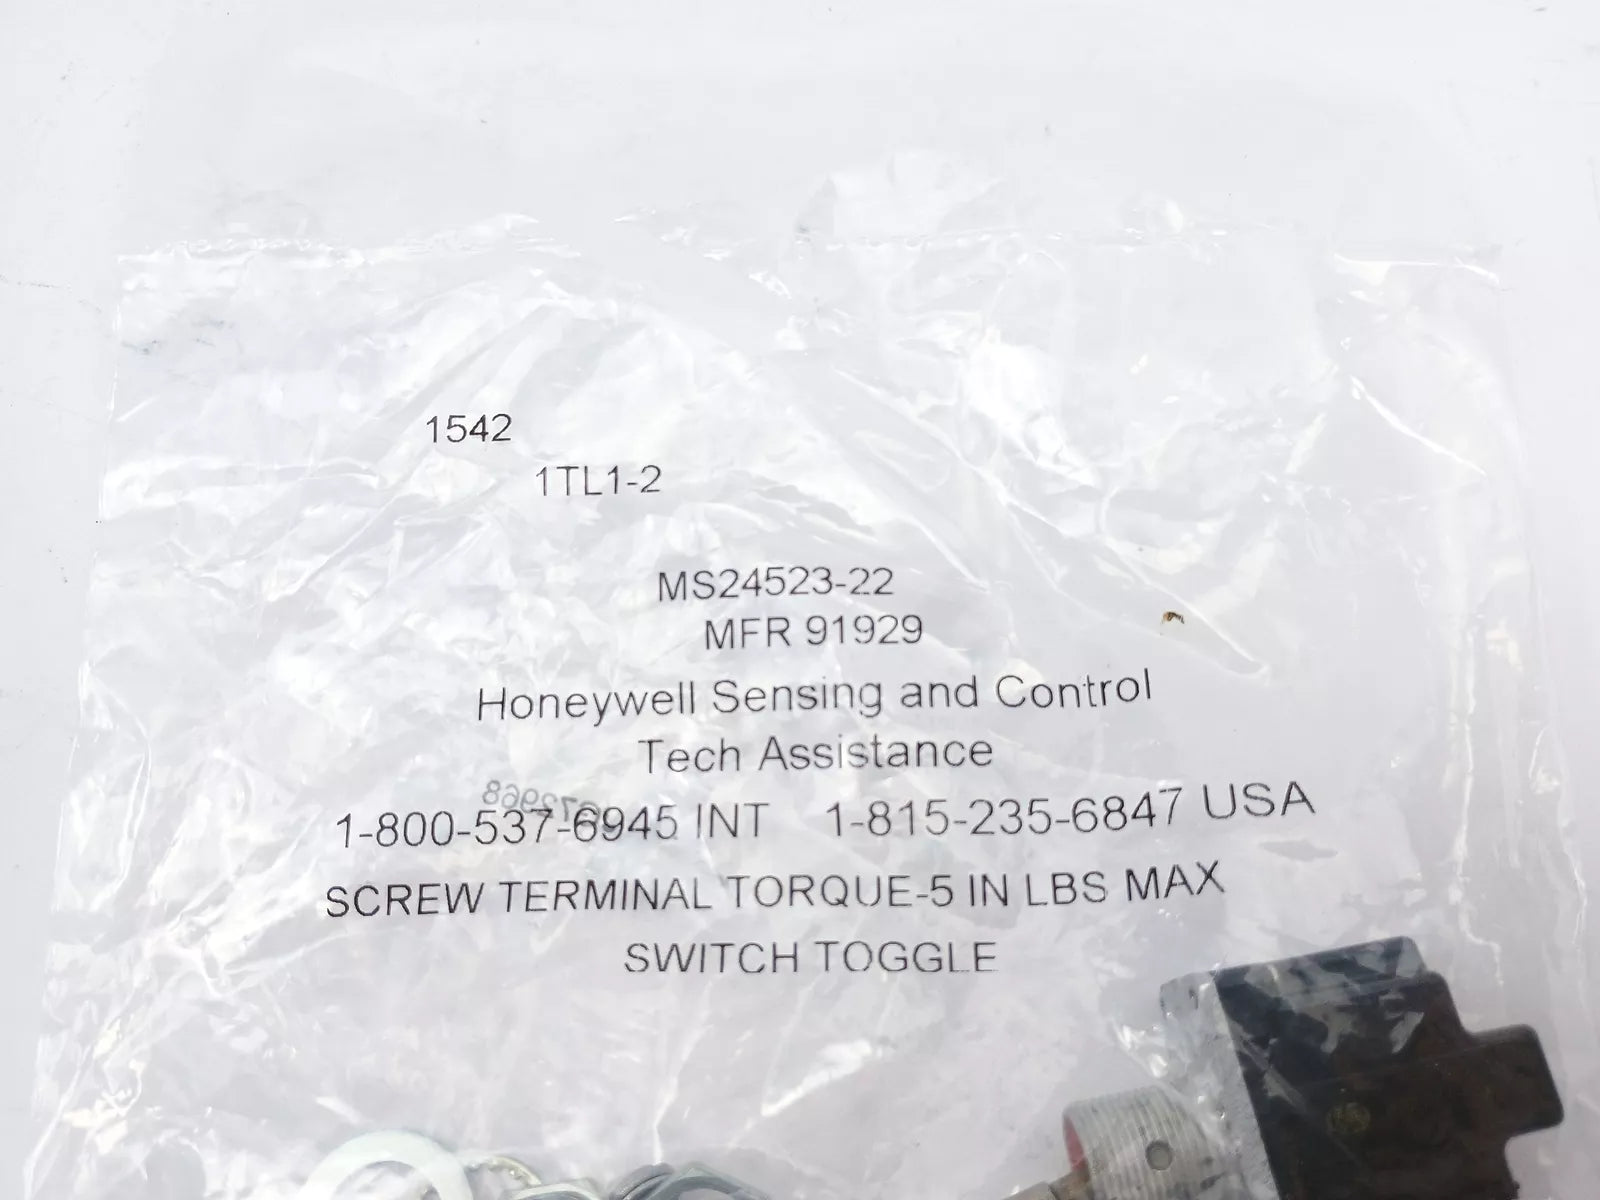 1542
1TL1-2
MS24523-22
MFR 91929
Honeywell Sensing and Control
Tech Assistance
1-800-537-6945 INT 1-815-235-6847 USA
SCREW TERMINAL TORQUE-5 IN LBS MAX
SWITCH TOGGLE